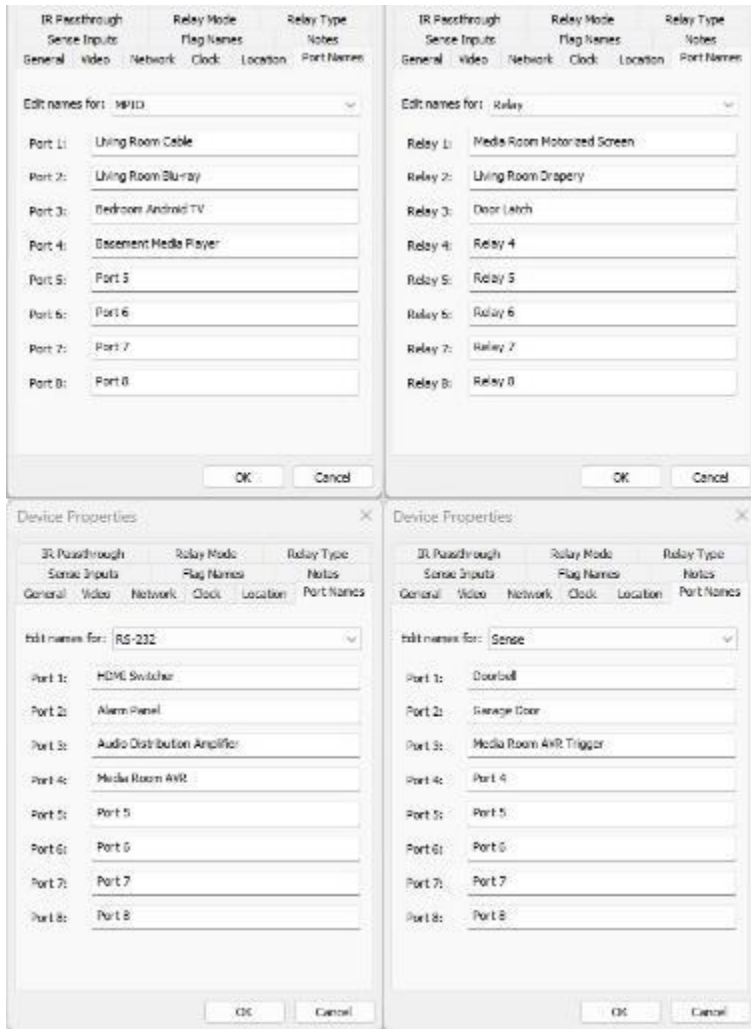 IR Passthrough Relay Mode Relay Type
Sense Inputs Flag Names Notes
General Video Network Clock Location Port Names
Edit names for: MPIO
Port 1: Living Room Cable
Port 2: Living Room Blu-ray
Port 3: Bedroom Android TV
Port 4: Basement Media Player
Port 5: Port 5
Port 6: Port 6
Port 7: Port 7
Port 8: Port 8
OK Cancel
IR Passthrough Relay Mode Relay Type
Sense Inputs Flag Names Notes
General Video Network Clock Location Port Names
Edit names for: Relay
Relay 1: Media Room Motorized Screen
Relay 2: Living Room Drapery
Relay 3: Door Latch
Relay 4: Relay 4
Relay 5: Relay 5
Relay 6: Relay 6
Relay 7: Relay 7
Relay 8: Relay 8
OK Cancel
Device Properties
IR Passthrough Relay Mode Relay Type
Sense Inputs Flag Names Notes
General Video Network Clock Location Port Names
Edit names for: RS-232
Port 1: HDMI Switcher
Port 2: Alarm Panel
Port 3: Audio Distribution Amplifier
Port 4: Media Room AVR
Port 5: Port 5
Port 6: Port 6
Port 7: Port 7
Port 8: Port 8
OK Cancel
Device Properties
IR Passthrough Relay Mode Relay Type
Sense Inputs Flag Names Notes
General Video Network Clock Location Port Names
Edit names for: Sense
Port 1: Doorbell
Port 2: Garage Door
Port 3: Media Room AVR Trigger
Port 4: Port 4
Port 5: Port 5
Port 6: Port 6
Port 7: Port 7
Port 8: Port 8
OK Cancel